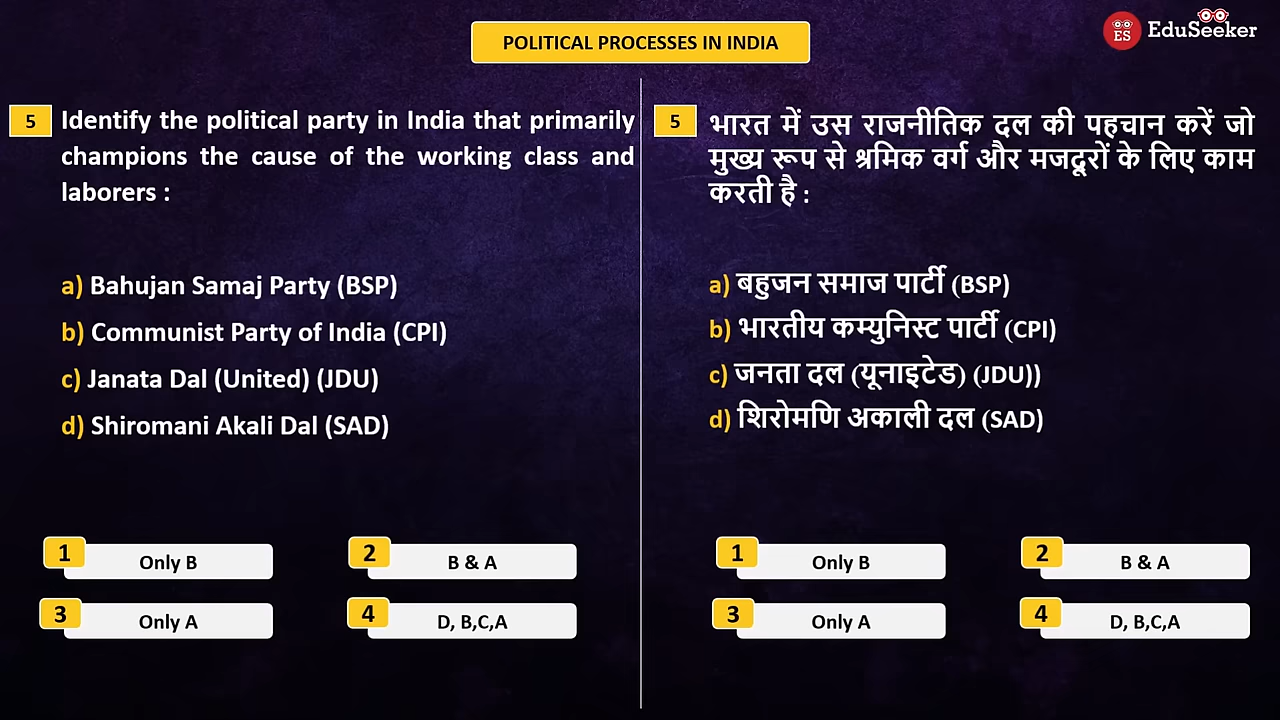 POLITICAL PROCESSES IN INDIA
ES
EduSeeker
5
Identify the political party in India that primarily
champions the cause of the working class and
laborers :
a) Bahujan Samaj Party (BSP)
b) Communist Party of India (CPI)
c) Janata Dal (United) (JDU)
d) Shiromani Akali Dal (SAD)
1 Only B
2 B & A
3 Only A
4 D, B,C,A
5
भारत में उस राजनीतिक दल की पहचान करें जो
मुख्य रूप से श्रमिक वर्ग और मजदूरों के लिए काम
करती है :
a) बहुजन समाज पार्टी (BSP)
b) भारतीय कम्युनिस्ट पार्टी (CPI)
c) जनता दल (यूनाइटेड) (JDU))
d) शिरोमणि अकाली दल (SAD)
1 Only B
2 B & A
3 Only A
4 D, B,C,A